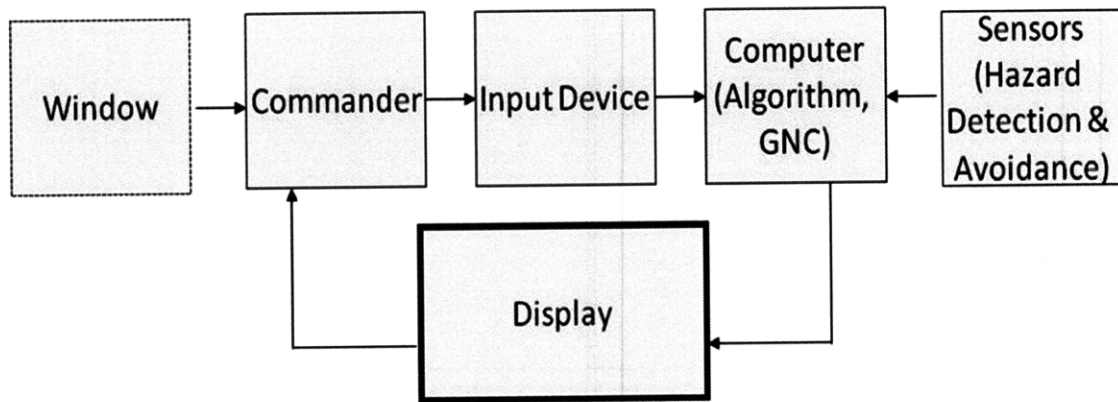 Window
Commander
Input Device
Computer
(Algorithm,
GNC)
Sensors
(Hazard
Detection &
Avoidance)
Display